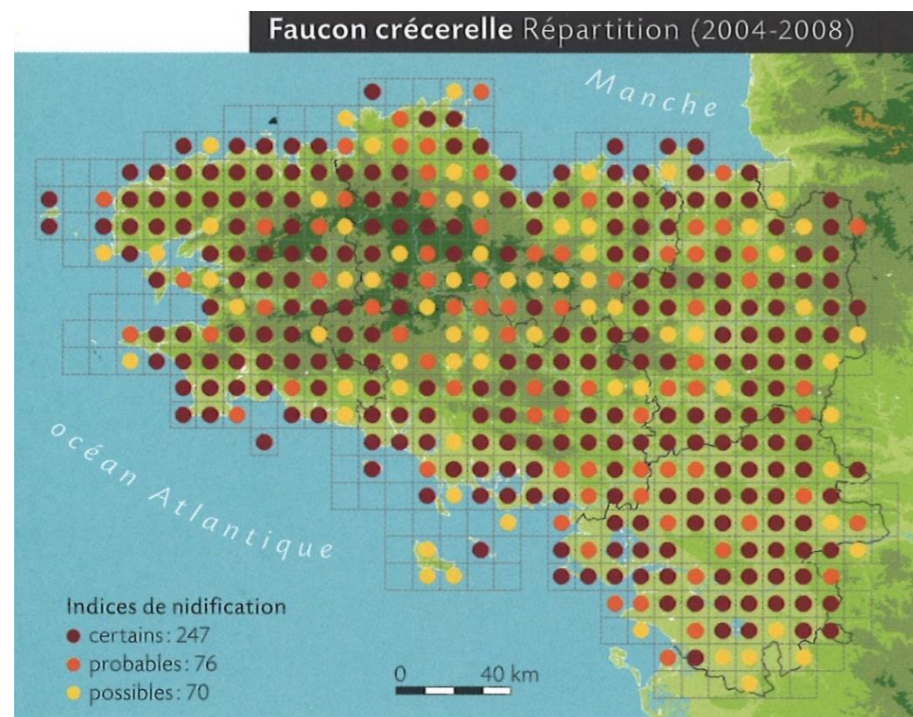 Faucon crécerelle Répartition (2004-2008)
Manche
océan Atlantique
Indices de nidification
certains : 247
probables : 76
possibles : 70
0 40 km